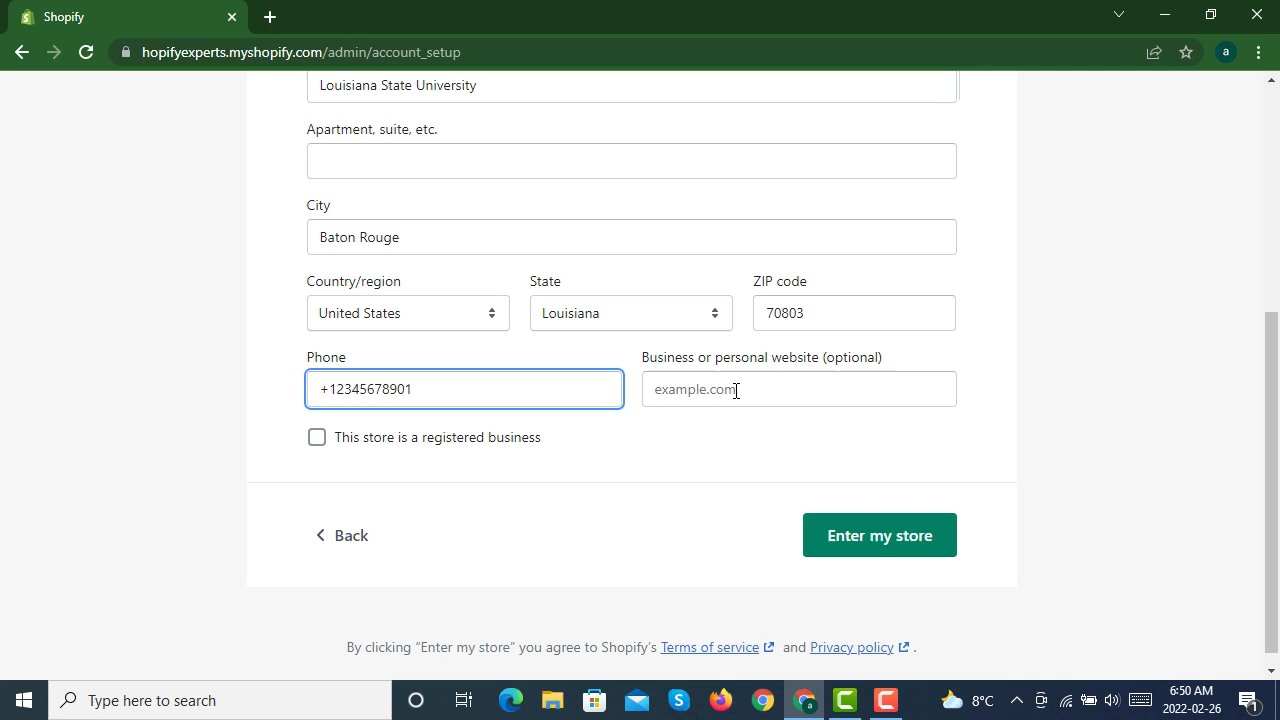 Shopify
hopifyexperts.myshopify.com/admin/account_setup
a
Louisiana State University
Apartment, suite, etc.
City
Baton Rouge
Country/region State ZIP code
United States Louisiana 70803
Phone Business or personal website (optional)
+12345678901 example.com
This store is a registered business
Back Enter my store
By clicking “Enter my store” you agree to Shopify's Terms of service and Privacy policy .
Type here to search
a
8°C
6:50 AM
2022-02-26
1